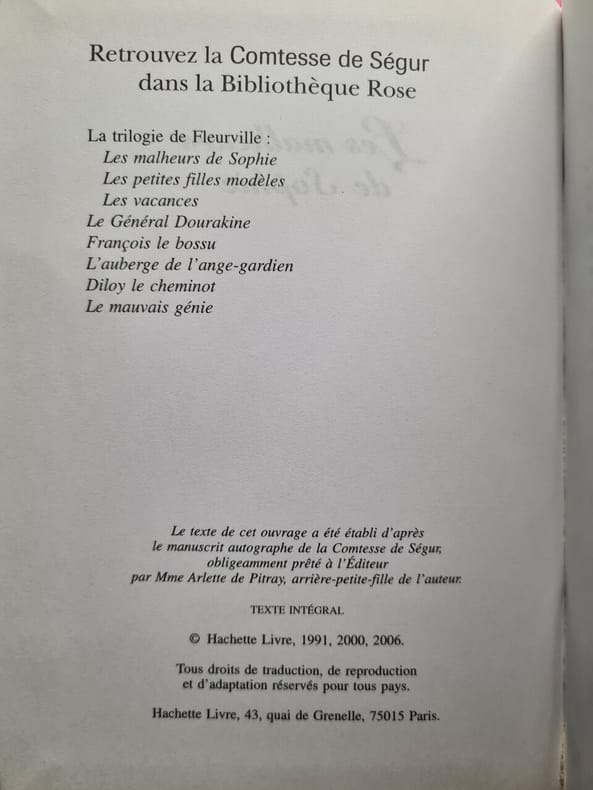 Retrouvez la Comtesse de Ségur
dans la Bibliothèque Rose
La trilogie de Fleurville :
Les malheurs de Sophie
Les petites filles modèles
Les vacances
Le Général Dourakine
François le bossu
L'auberge de l'ange-gardien
Diloy le cheminot
Le mauvais génie
Le texte de cet ouvrage a été établi d'après
le manuscrit autographe de la Comtesse de Ségur,
obligeamment prêté à l'Éditeur
par Mme Arlette de Pitray, arrière-petite-fille de l'auteur.
TEXTE INTÉGRAL
© Hachette Livre, 1991, 2000, 2006.
Tous droits de traduction, de reproduction
et d'adaptation réservés pour tous pays.
Hachette Livre, 43, quai de Grenelle, 75015 Paris.